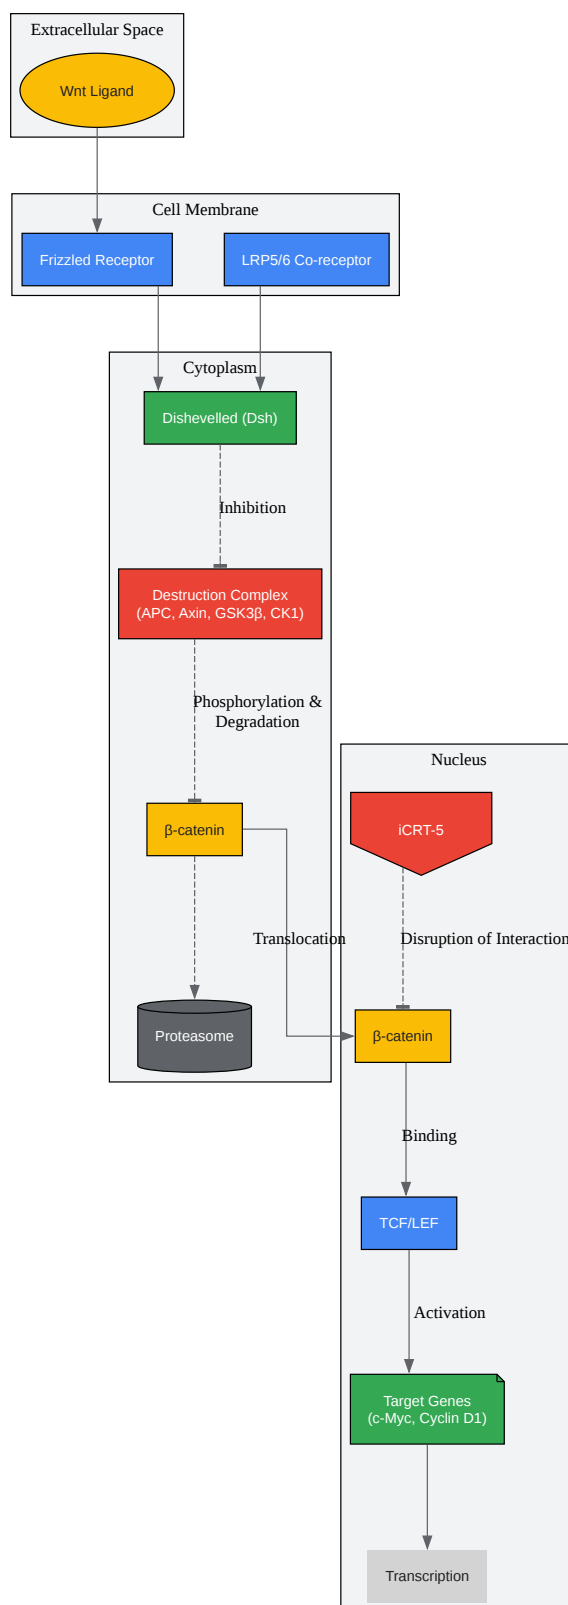 Extracellular Space
Wnt Ligand
Cell Membrane
Frizzled Receptor
LRP5/6 Co-receptor
Cytoplasm
Dishevelled (Dsh)
Inhibition
Destruction Complex
(APC, Axin, GSK3β, CK1)
Phosphorylation &
Degradation
Nucleus
β-catenin
iCRT-5
Translocation
Disruption of Interaction
Proteasome
β-catenin
Binding
TCF/LEF
Activation
Target Genes
(c-Myc, Cyclin D1)
Transcription